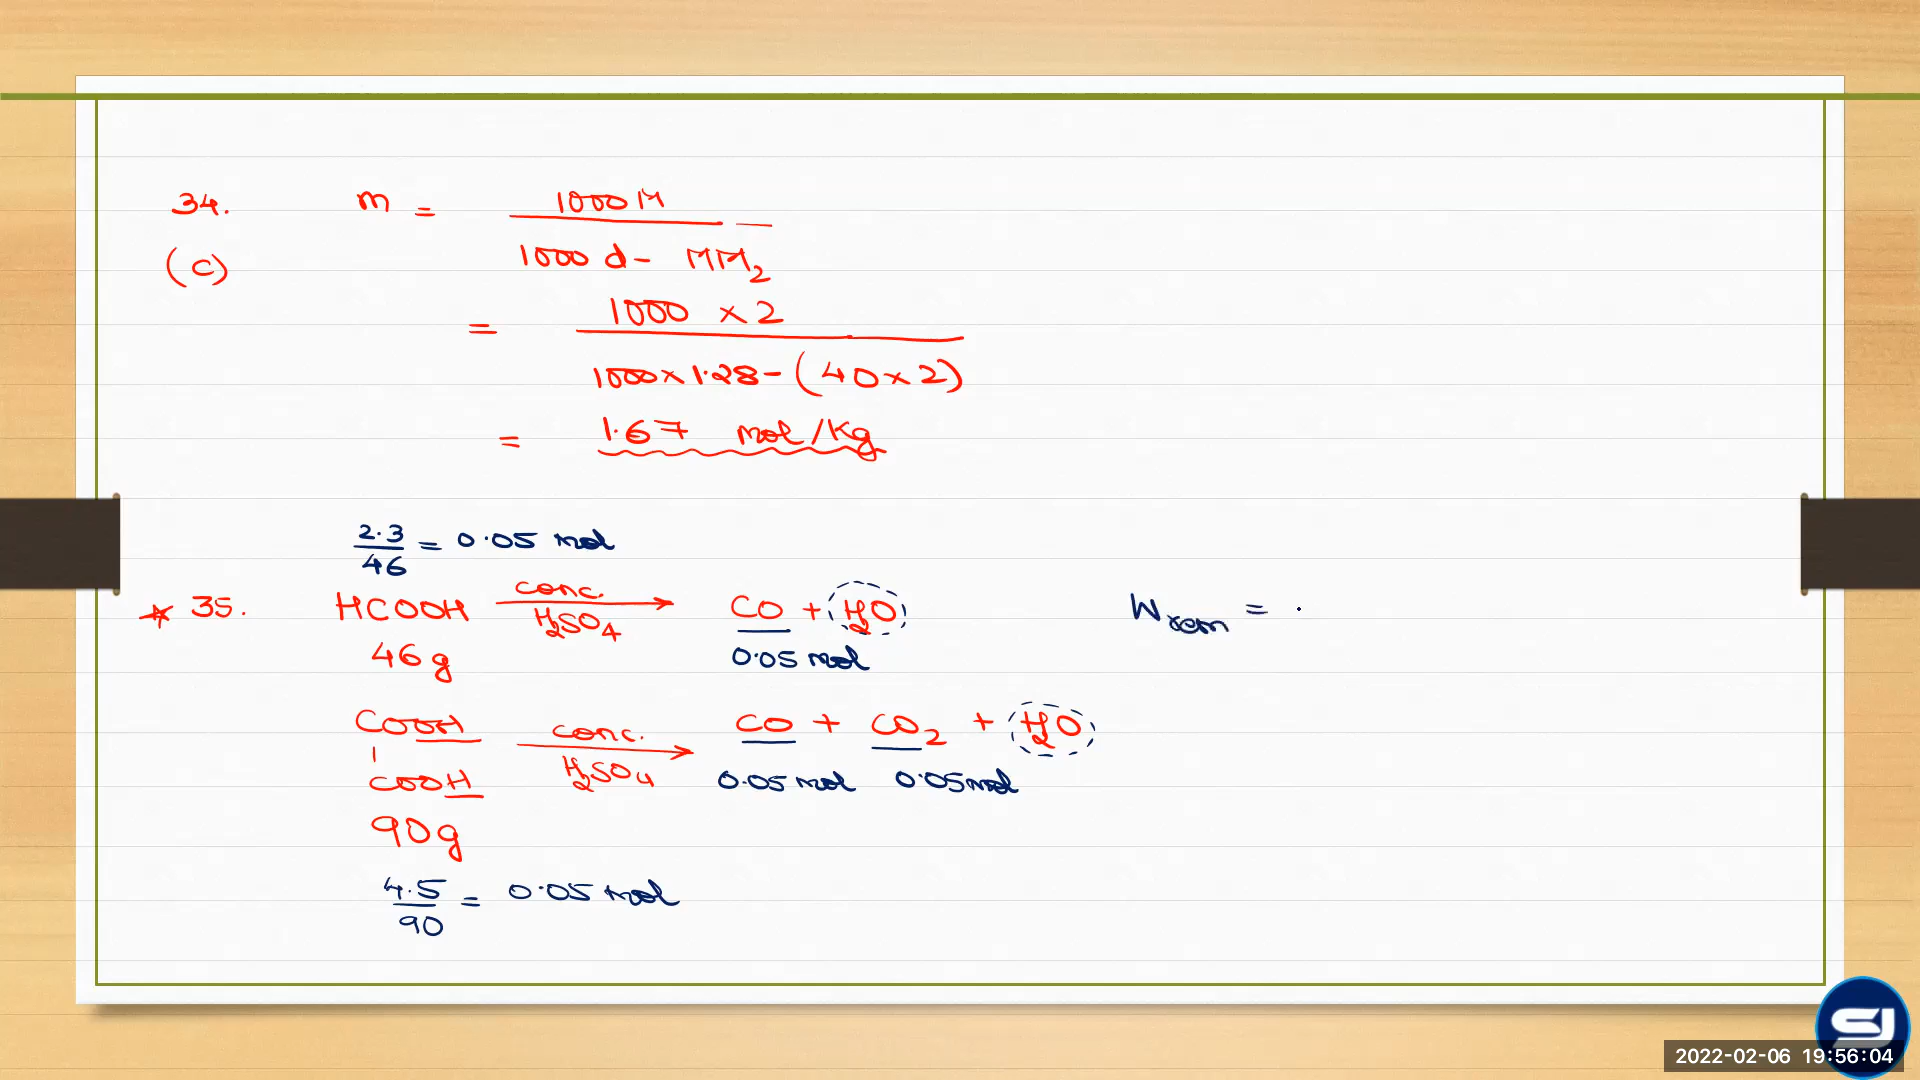 34. m = 1000 M
(c) 1000 d - MM₂
= 1000 × 2
1000 × 1.28 - (40 × 2)
= 1.67 mol/kg
2.3/46 = 0.05 mol
* 35. HCOOH conc. H₂SO₄ → CO + H₂O
46 g 0.05 mol
W rem = .
COOH conc. H₂SO₄ → CO + CO₂ + H₂O
COOH 0.05 mol 0.05 mol
90g
4.5/90 = 0.05 mol
SJ
2022-02-06 19:56:04